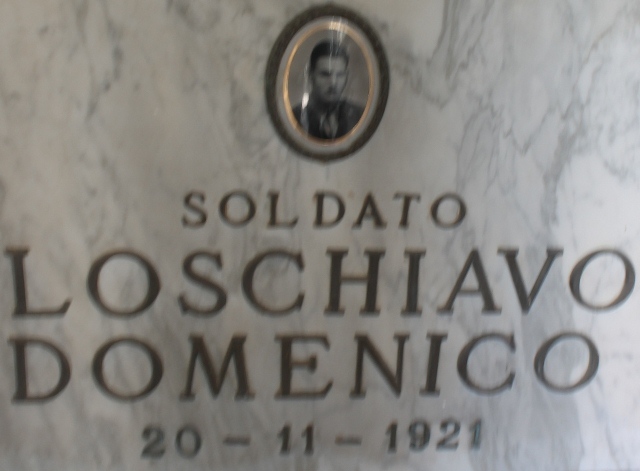 SOLDATO
LOSCHIAVO
DOMENICO
20 - 11 - 1921